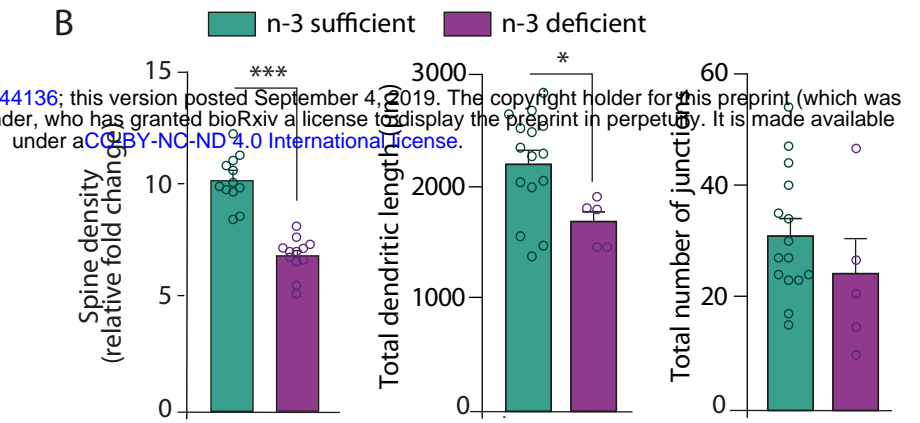 B
n-3 sufficient
n-3 deficient
44136; this version posted September 4, 2019. The copyright holder for this preprint (which was
nder, who has granted bioRxiv a license to display the preprint in perpetuity. It is made available
under aCC-BY-NC-ND 4.0 International license.
Spine density
(relative fold change)
15
10
5
0
***
Total dendritic length (μm)
3000
2000
1000
0
*
Total number of junctions
60
40
20
0